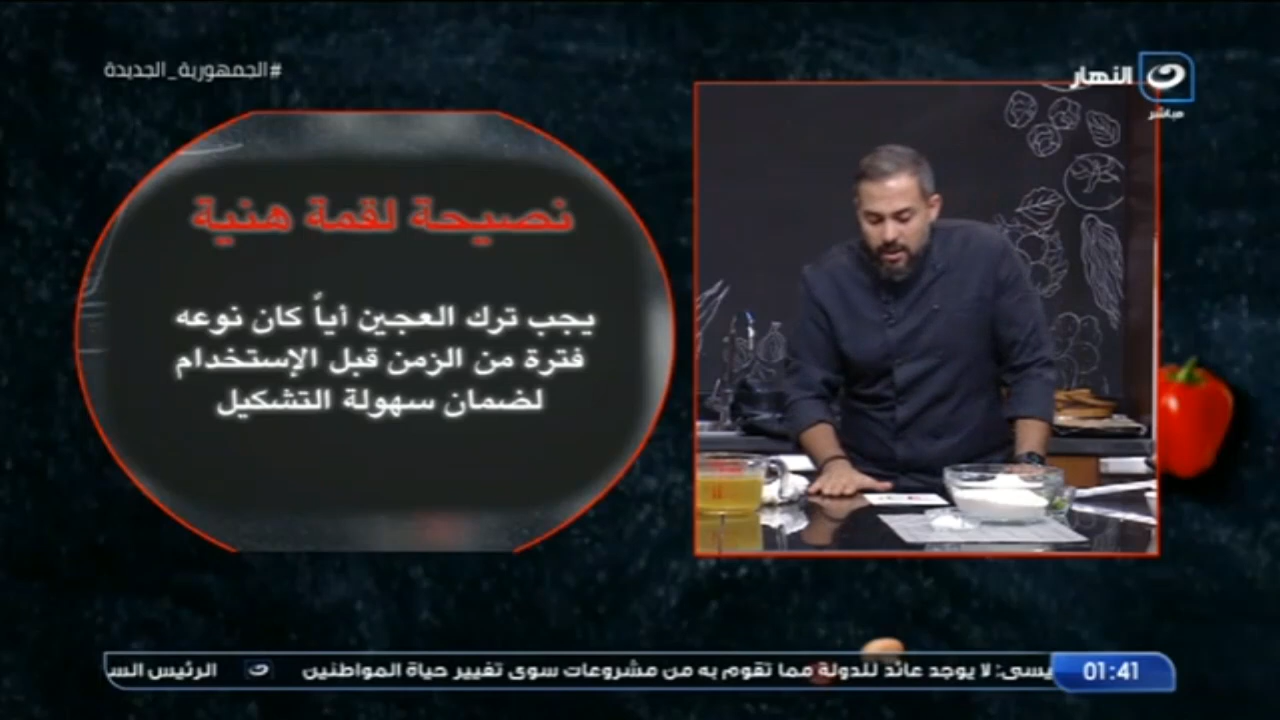 #الجمهورية_الجديدة
النهار
مباشر
نصيحة لقمة هنية
يجب ترك العجين أياً كان نوعه
فترة من الزمن قبل الإستخدام
لضمان سهولة التشكيل
01:41
يسى: لا يوجد عائد للدولة مما تقوم به من مشروعات سوى تغيير حياة المواطنين
الرئيس الس